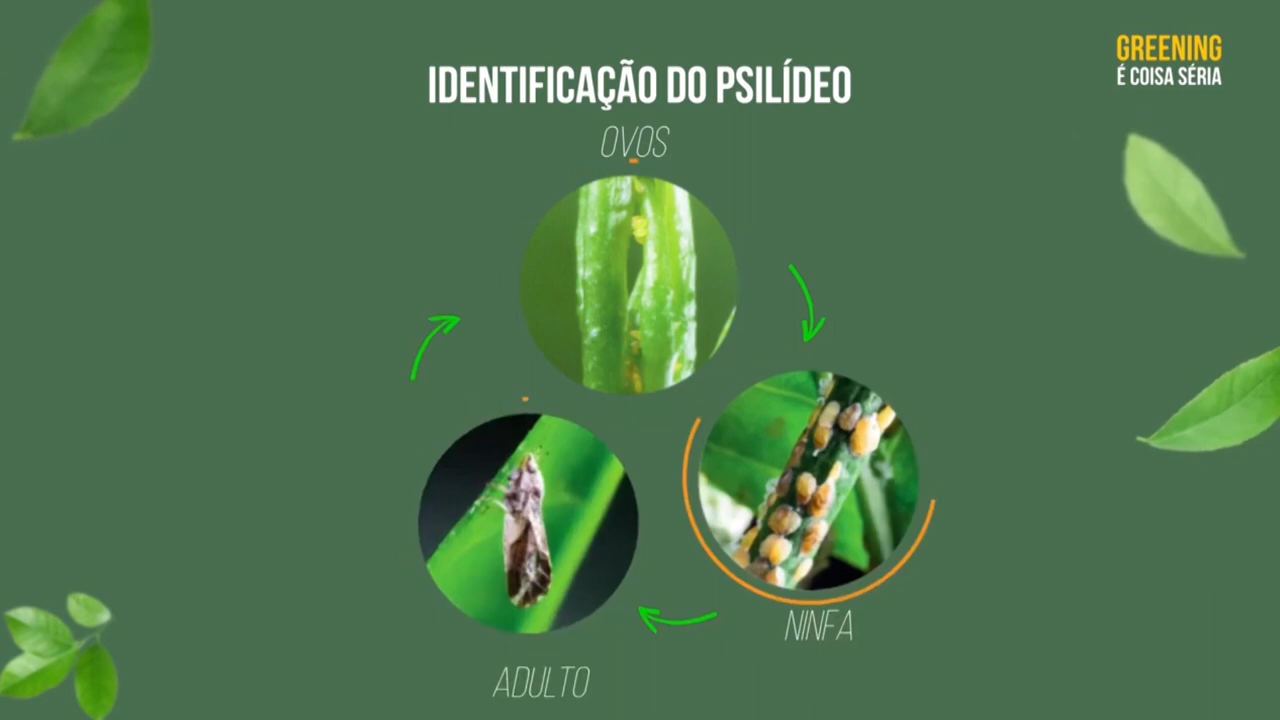 GREENING
É COISA SÉRIA
IDENTIFICAÇÃO DO PSILÍDEO
OVOS
NINFA
ADULTO